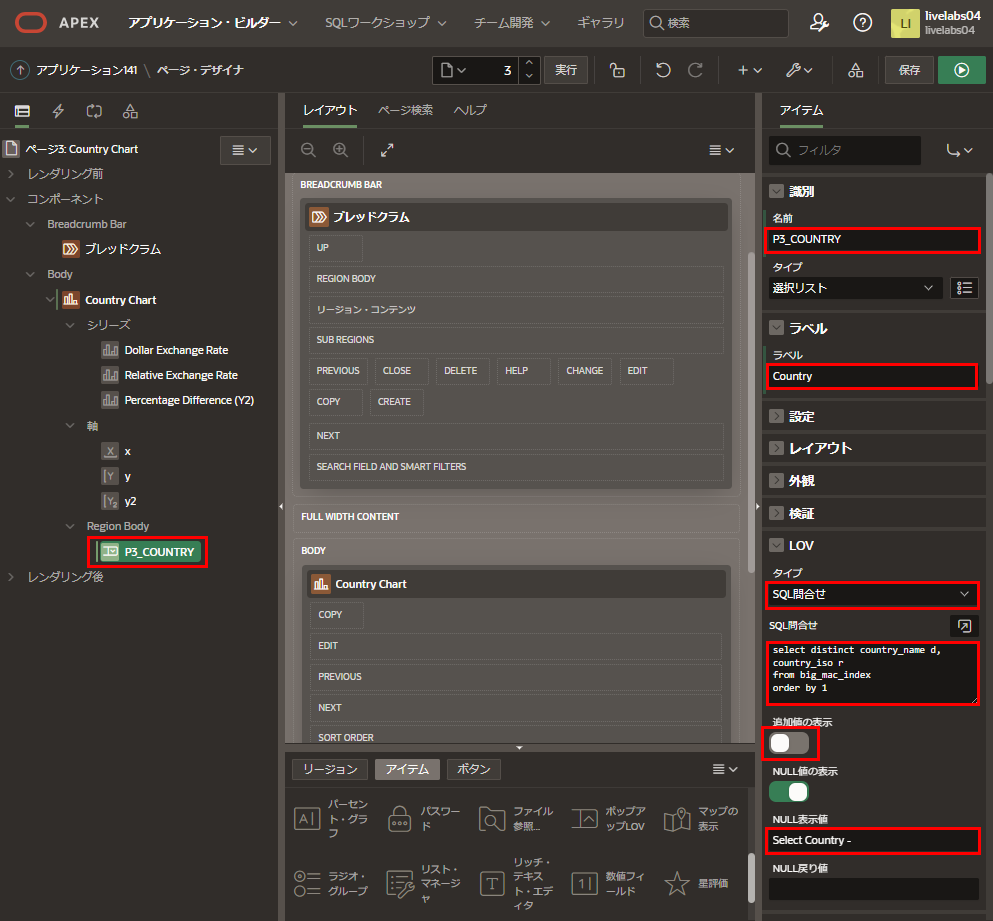 APEX
アプリケーション・ビルダー
SQLワークショップ
チーム開発
ギャラリ
検索
LI
livelabs04
livelabs04
アプリケーション141 \ ページ・デザイナ
3
実行
保存
ページ3: Country Chart
レンダリング前
コンポーネント
Breadcrumb Bar
ブレッドクラム
Body
Country Chart
シリーズ
Dollar Exchange Rate
Relative Exchange Rate
Percentage Difference (Y2)
軸
x
y
y2
Region Body
P3_COUNTRY
レンダリング後
レイアウト
ページ検索
ヘルプ
BREADCRUMB BAR
ブレッドクラム
UP
REGION BODY
リージョン・コンテンツ
SUB REGIONS
PREVIOUS
CLOSE
DELETE
HELP
CHANGE
EDIT
COPY
CREATE
NEXT
SEARCH FIELD AND SMART FILTERS
FULL WIDTH CONTENT
BODY
Country Chart
COPY
EDIT
PREVIOUS
NEXT
SORT ORDER
リージョン
アイテム
ボタン
パーセン
ト・グラ
フ
パスワー
ド
ファイル
参照...
ポップア
ップLOV
マップの
表示
ラジオ・
グループ
リスト・
マネージ
ャ
リッチ・
テキス
ト・エデ
ィタ
数値フィ
ールド
星評価
アイテム
フィルタ
識別
名前
P3_COUNTRY
タイプ
選択リスト
ラベル
ラベル
Country
設定
レイアウト
外観
検証
LOV
タイプ
SQL問合せ
SQL問合せ
select distinct country_name d,
country_iso r
from big_mac_index
order by 1
追加値の表示
NULL値の表示
NULL表示値
Select Country -
NULL戻り値